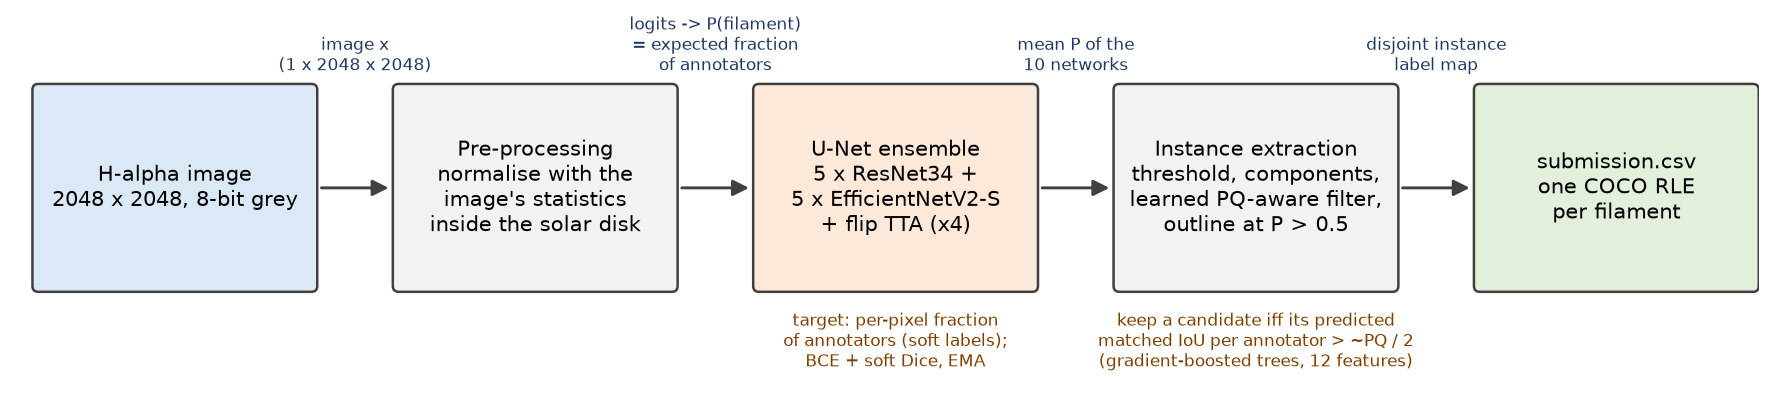 image x
(1 x 2048 x 2048)
logits -> P(filament)
= expected fraction
of annotators
mean P of the
10 networks
disjoint instance
label map
H-alpha image
2048 x 2048, 8-bit grey
Pre-processing
normalise with the
image's statistics
inside the solar disk
U-Net ensemble
5 x ResNet34 +
5 x EfficientNetV2-S
+ flip TTA (x4)
Instance extraction
threshold, components,
learned PQ-aware filter,
outline at P > 0.5
submission.csv
one COCO RLE
per filament
target: per-pixel fraction
of annotators (soft labels);
BCE + soft Dice, EMA
keep a candidate iff its predicted
matched IoU per annotator > ~PQ / 2
(gradient-boosted trees, 12 features)